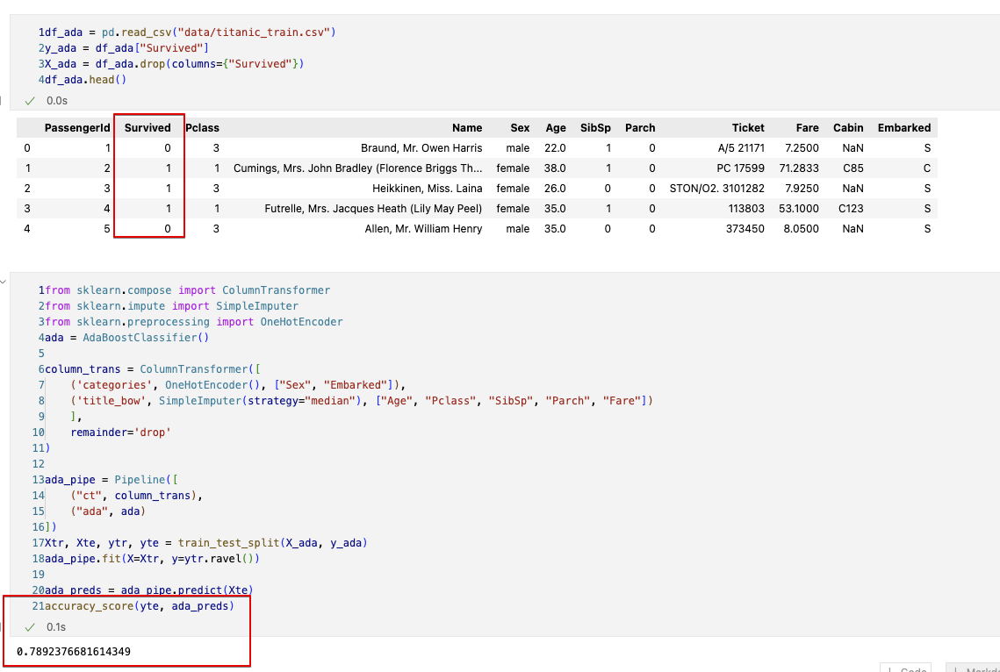 1df_ada = pd.read_csv("data/titanic_train.csv")
2y_ada = df_ada["Survived"]
3X_ada = df_ada.drop(columns={"Survived"})
4df_ada.head()
0.0s
PassengerId Survived Pclass Name Sex Age SibSp Parch Ticket Fare Cabin Embarked
0 1 0 3 Braund, Mr. Owen Harris male 22.0 1 0 A/5 21171 7.2500 NaN S
1 2 1 1 Cumings, Mrs. John Bradley (Florence Briggs Th... female 38.0 1 0 PC 17599 71.2833 C85 C
2 3 1 3 Heikkinen, Miss. Laina female 26.0 0 0 STON/O2. 3101282 7.9250 NaN S
3 4 1 1 Futrelle, Mrs. Jacques Heath (Lily May Peel) female 35.0 1 0 113803 53.1000 C123 S
4 5 0 3 Allen, Mr. William Henry male 35.0 0 0 373450 8.0500 NaN S
1from sklearn.compose import ColumnTransformer
2from sklearn.impute import SimpleImputer
3from sklearn.preprocessing import OneHotEncoder
4ada = AdaBoostClassifier()
5
6column_trans = ColumnTransformer([
7    ('categories', OneHotEncoder(), ["Sex", "Embarked"]),
8    ('title_bow', SimpleImputer(strategy="median"), ["Age", "Pclass", "SibSp", "Parch", "Fare"])
9    ],
10    remainder='drop'
11)
12
13ada_pipe = Pipeline([
14    ("ct", column_trans),
15    ("ada", ada)
16])
17Xtr, Xte, ytr, yte = train_test_split(X_ada, y_ada)
18ada_pipe.fit(X=Xtr, y=ytr.ravel())
19
20ada_preds = ada_pipe.predict(Xte)
21accuracy_score(yte, ada_preds)
0.1s
0.7892376681614349